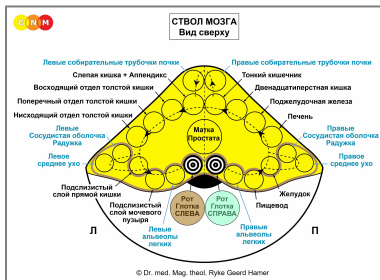 GNM
СТВОЛ МОЗГА
Вид сверху
Левые собирательные трубочки почки
Правые собирательные трубочки почки
Слепая кишка + Аппендикс
Тонкий кишечник
Восходящий отдел толстой кишки
Двенадцатиперстная кишка
Поперечный отдел толстой кишки
Поджелудочная железа
Нисходящий отдел толстой кишки
Печень
Левые
Сосудистая оболочка
Радужка
Матка
Простата
Правые
Сосудистая оболочка
Радужка
Левое
среднее ухо
Правое
среднее ухо
Подслизистый
слой прямой кишки
Желудок
Подслизистый
слой мочевого
пузыря
Пищевод
Рот
Глотка
СЛЕВА
Рот
Глотка
СПРАВА
Левые
альвеолы
легких
Правые
альвеолы
легких
Л
П
© Dr. med. Mag. theol. Ryke Geerd Hamer